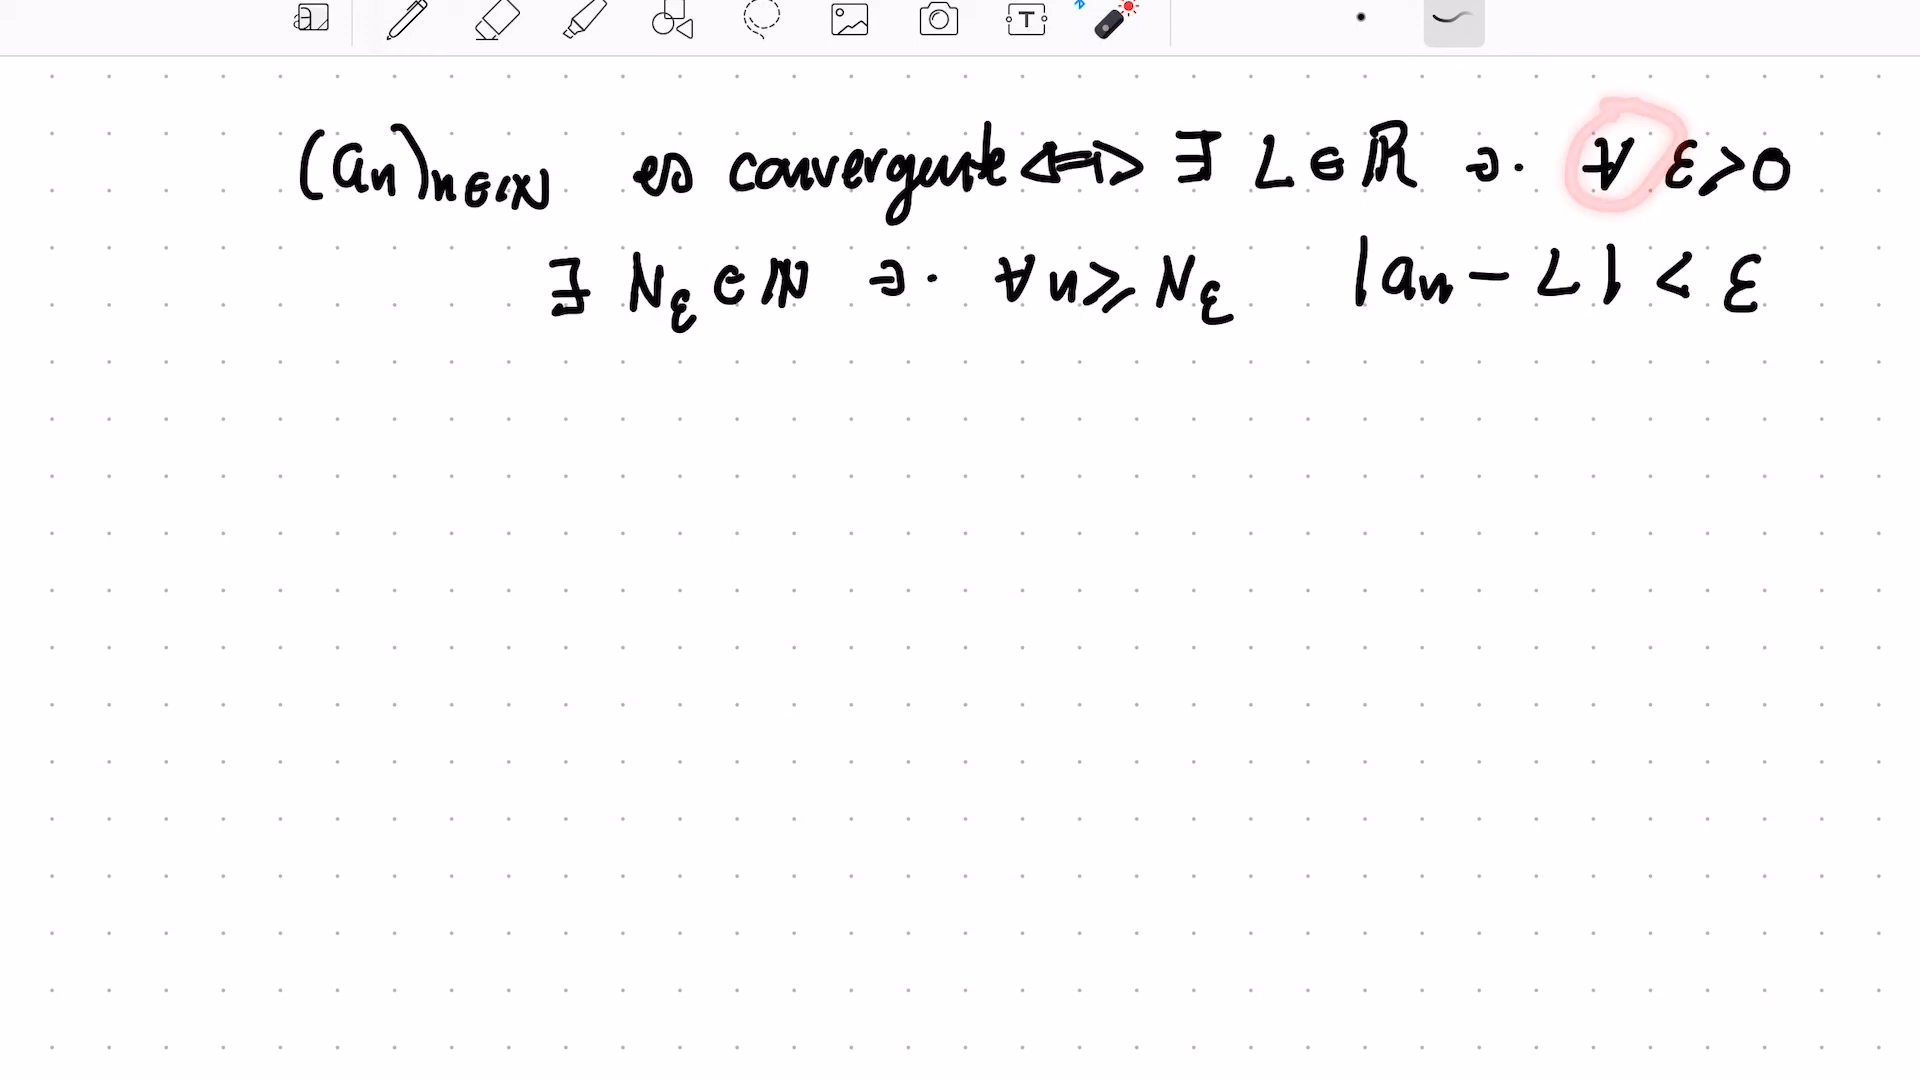 (an)n∈ℕ es convergente ⟺ ∃ L ∈ ℝ ∋. ∀ ε > 0
∃ Nε ∈ ℕ ∋. ∀ n ⩾ Nε |an − L| < ε